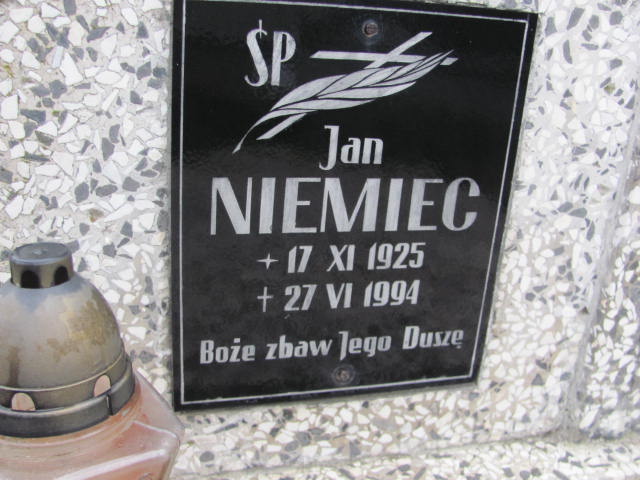 ŚP
Jan
NIEMIEC
+ 17 XI 1925
† 27 VI 1994
Boże zbaw Jego Duszę